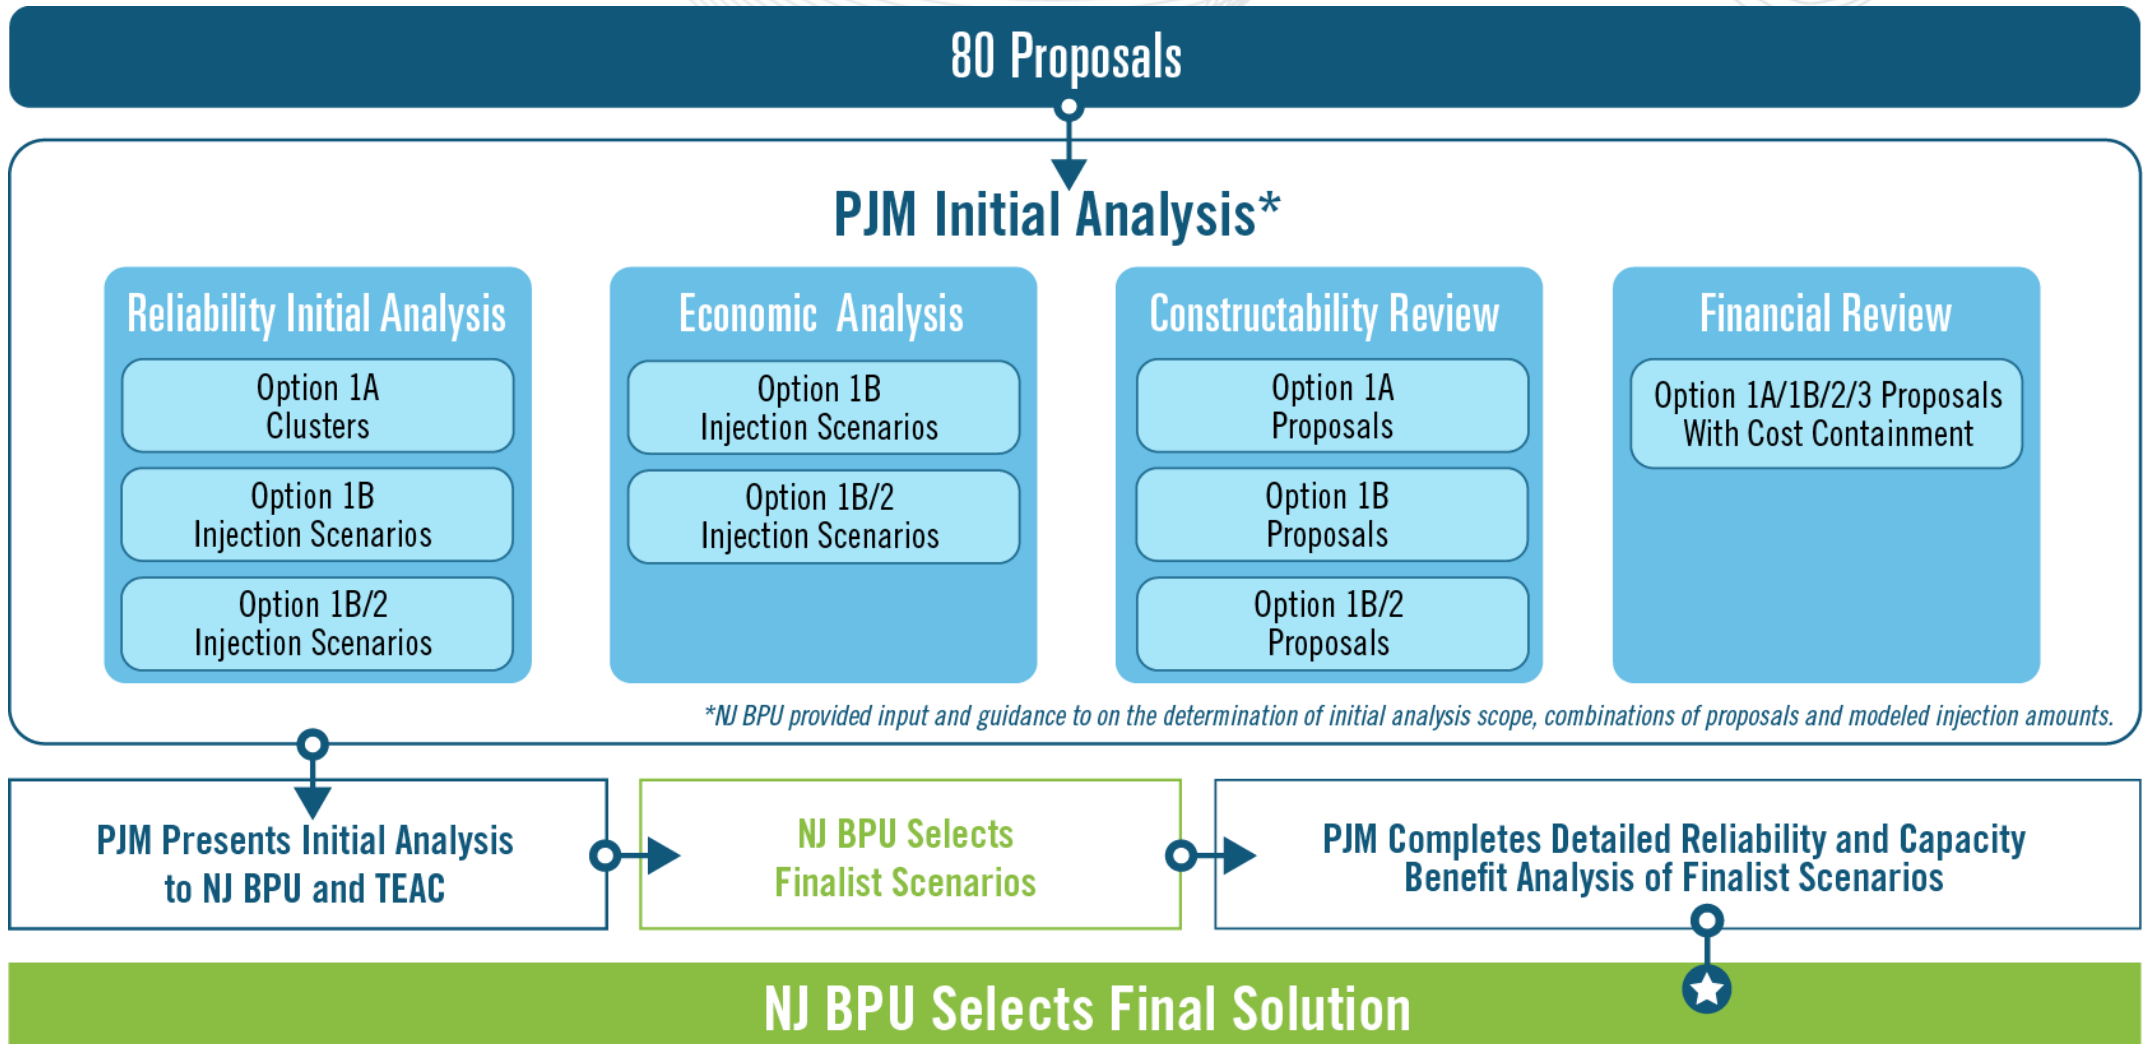 80 Proposals
PJM Initial Analysis*
Reliability Initial Analysis
Option 1A
Clusters
Option 1B
Injection Scenarios
Option 1B/2
Injection Scenarios
Economic Analysis
Option 1B
Injection Scenarios
Option 1B/2
Injection Scenarios
Constructability Review
Option 1A
Proposals
Option 1B
Proposals
Option 1B/2
Proposals
Financial Review
Option 1A/1B/2/3 Proposals
With Cost Containment
*NJ BPU provided input and guidance to on the determination of initial analysis scope, combinations of proposals and modeled injection amounts.
PJM Presents Initial Analysis
to NJ BPU and TEAC
NJ BPU Selects
Finalist Scenarios
PJM Completes Detailed Reliability and Capacity
Benefit Analysis of Finalist Scenarios
NJ BPU Selects Final Solution